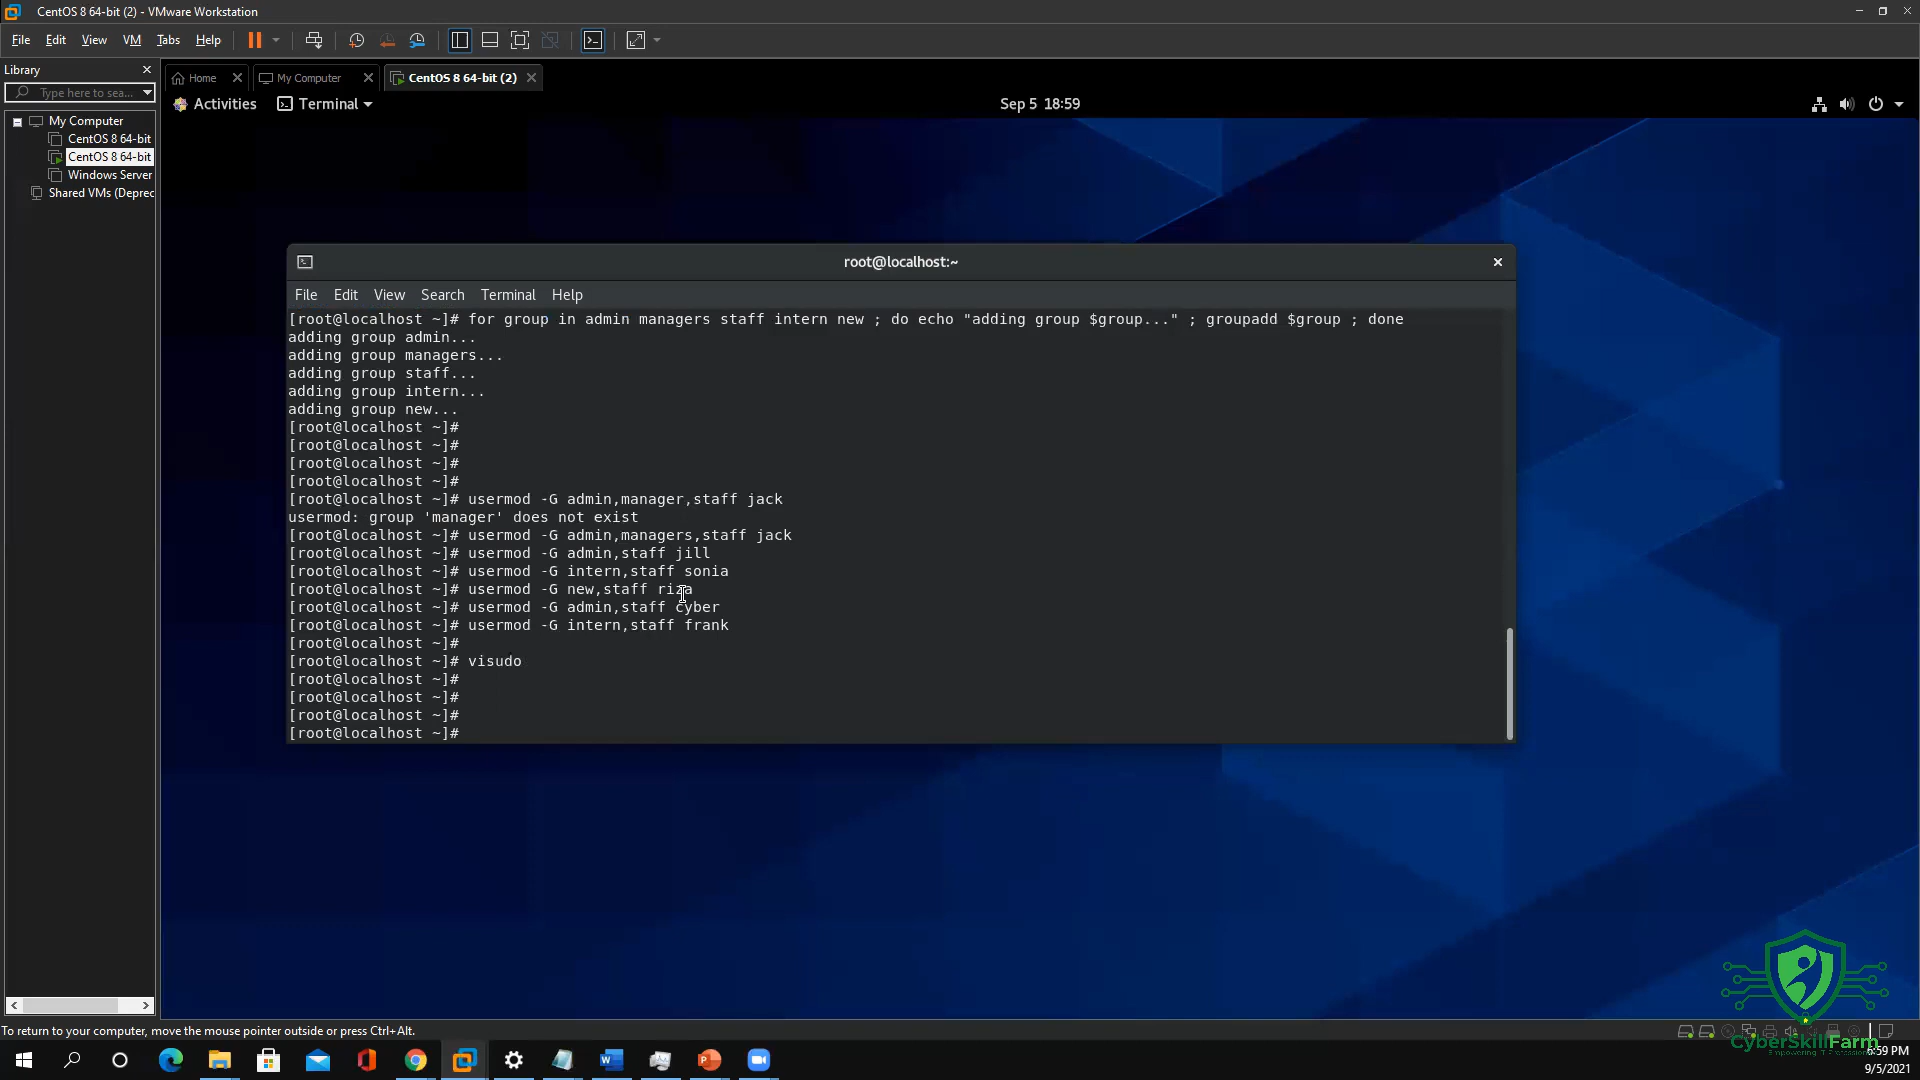 CentOS 8 64-bit (2) - VMware Workstation
File Edit View VM Tabs Help
Library
Type here to sea...
My Computer
CentOS 8 64-bit
CentOS 8 64-bit
Windows Server
Shared VMs (Deprec
Home My Computer CentOS 8 64-bit (2)
Activities Terminal Sep 5 18:59
root@localhost:~
File Edit View Search Terminal Help
[root@localhost ~]# for group in admin managers staff intern new ; do echo "adding group $group..." ; groupadd $group ; done
adding group admin...
adding group managers...
adding group staff...
adding group intern...
adding group new...
[root@localhost ~]#
[root@localhost ~]#
[root@localhost ~]#
[root@localhost ~]#
[root@localhost ~]# usermod -G admin,manager,staff jack
usermod: group 'manager' does not exist
[root@localhost ~]# usermod -G admin,managers,staff jack
[root@localhost ~]# usermod -G admin,staff jill
[root@localhost ~]# usermod -G intern,staff sonia
[root@localhost ~]# usermod -G new,staff riza
[root@localhost ~]# usermod -G admin,staff cyber
[root@localhost ~]# usermod -G intern,staff frank
[root@localhost ~]#
[root@localhost ~]# visudo
[root@localhost ~]#
[root@localhost ~]#
[root@localhost ~]#
[root@localhost ~]#
To return to your computer, move the mouse pointer outside or press Ctrl+Alt.
CyberSkillFarm
Empowering IT Professionals
6:59 PM
9/5/2021